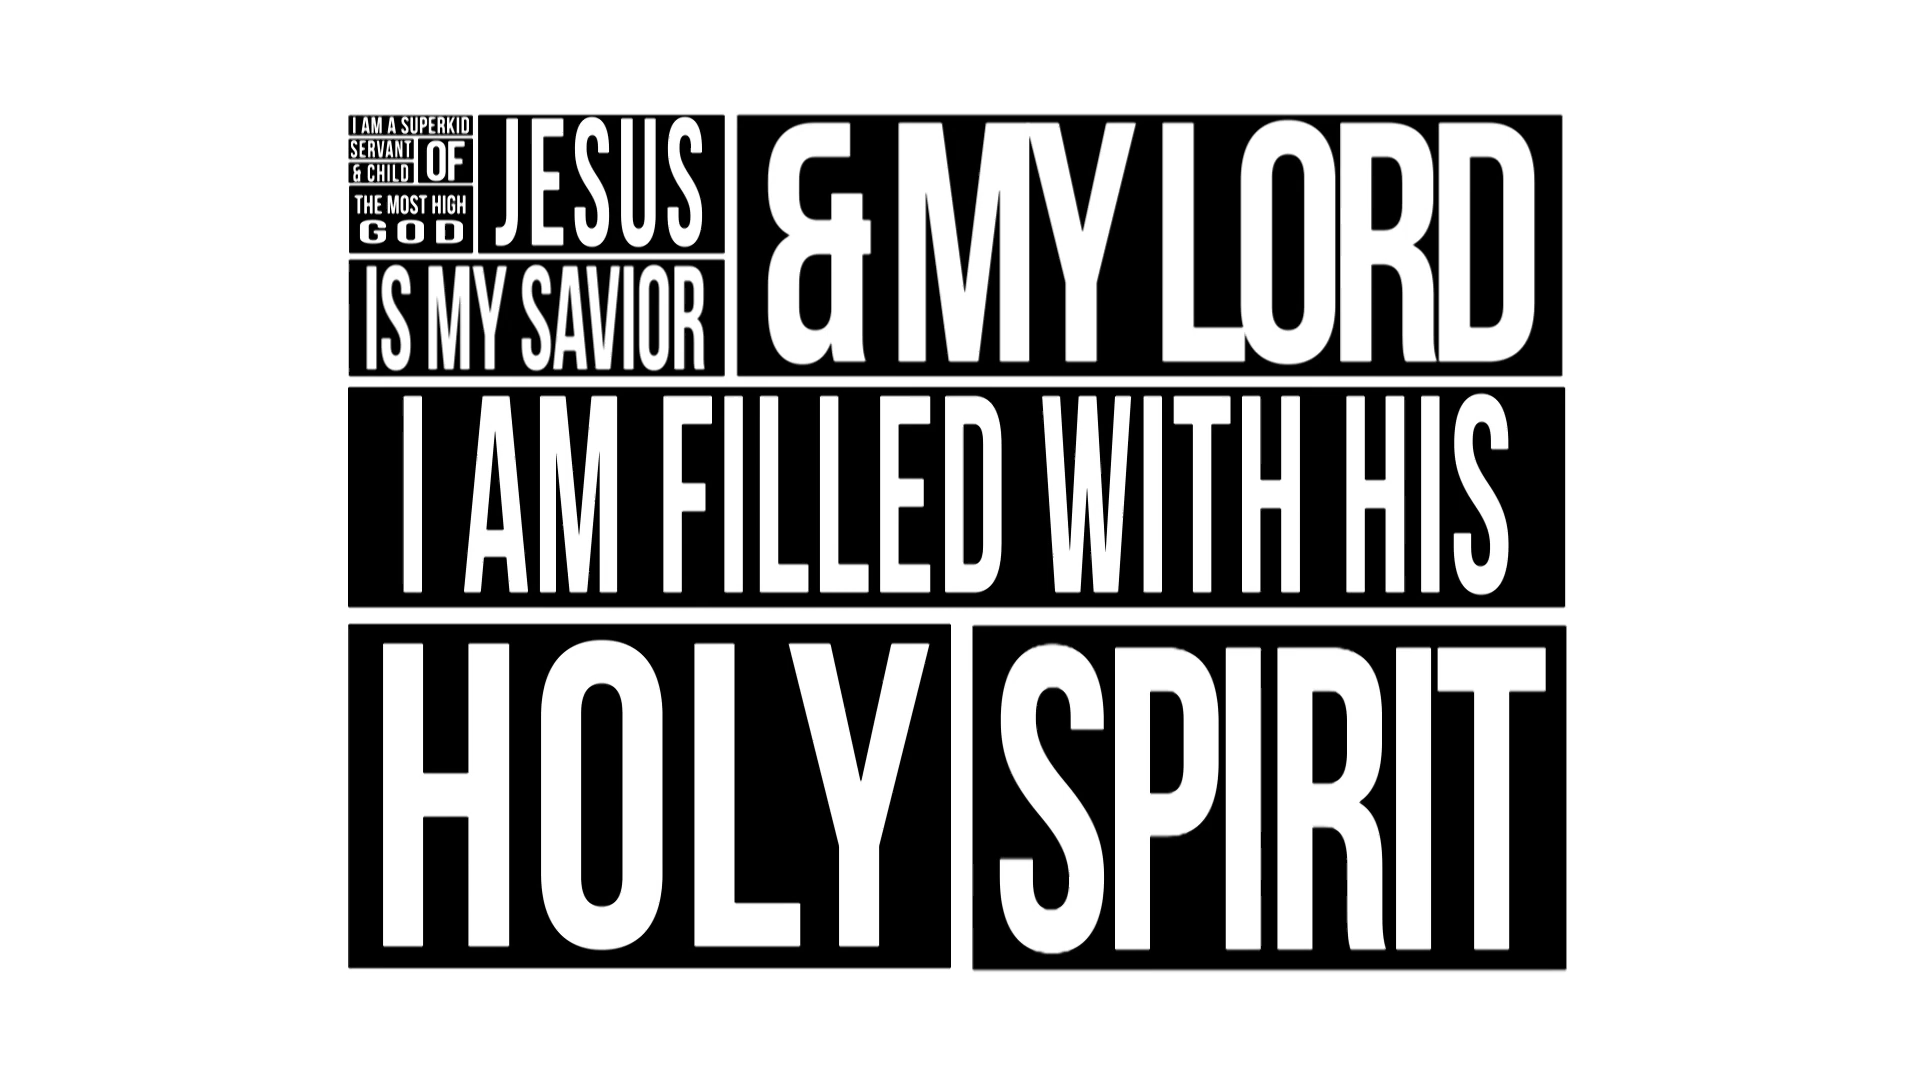 I AM A SUPERKID
SERVANT
& CHILD
OF
THE MOST HIGH
GOD
JESUS
IS MY SAVIOR
& MY LORD
I AM FILLED WITH HIS
HOLY SPIRIT